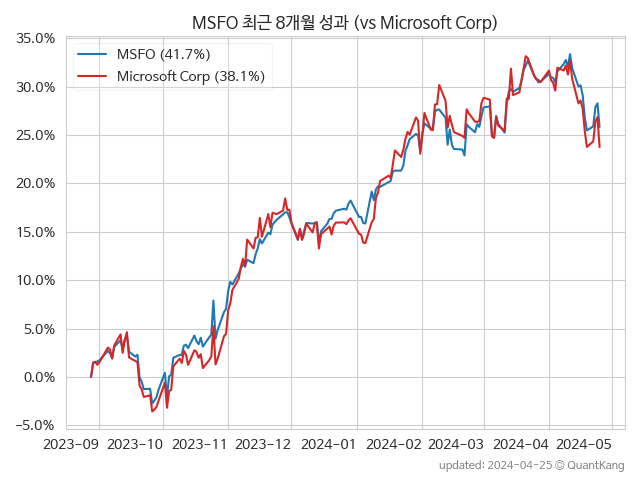 MSFO 최근 8개월 성과 (vs Microsoft Corp)
35.0%
30.0%
25.0%
20.0%
15.0%
10.0%
5.0%
0.0%
−5.0%
MSFO (41.7%)
Microsoft Corp (38.1%)
2023−09 2023−10 2023−11 2023−12 2024−01 2024−02 2024−03 2024−04 2024−05
updated: 2024-04-25 © QuantKang